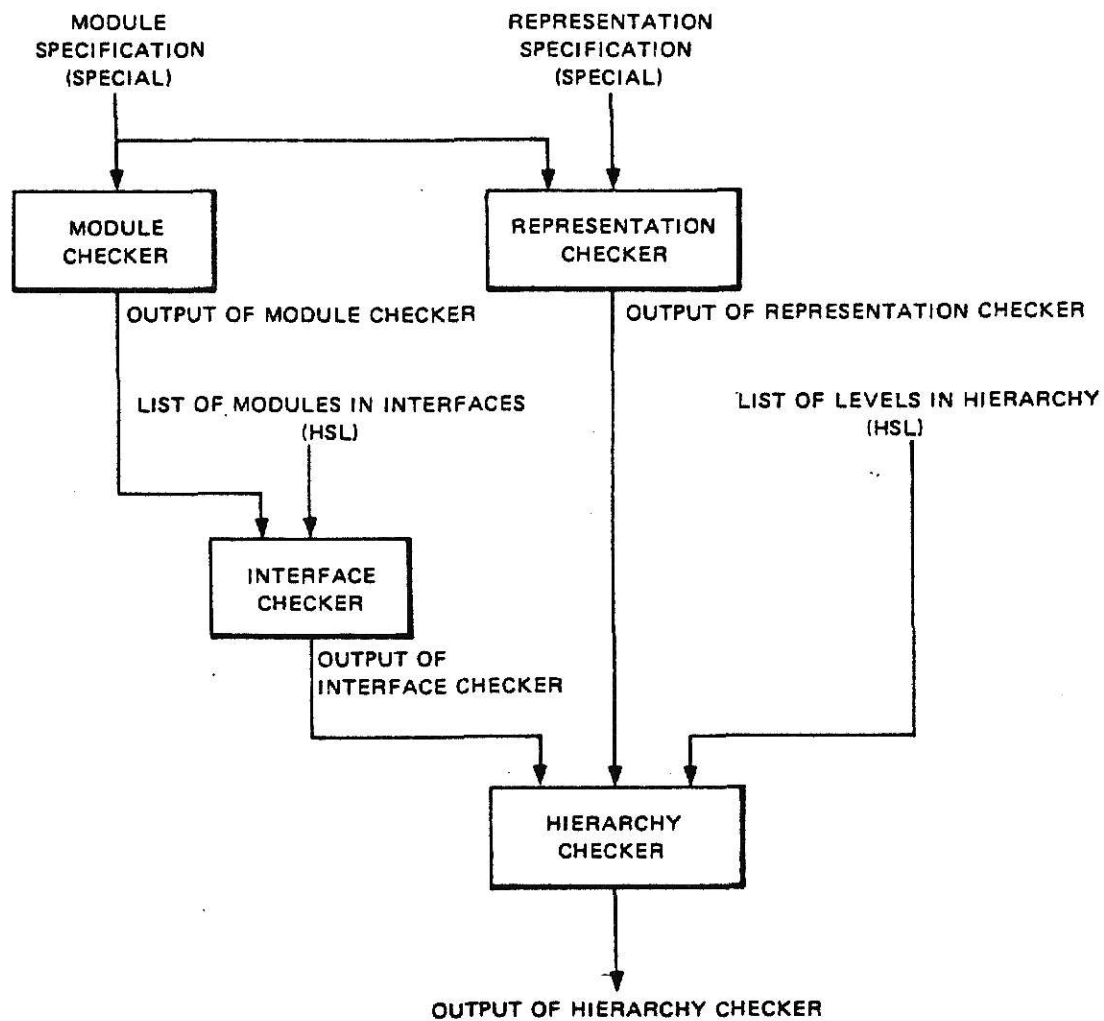 MODULE
SPECIFICATION
(SPECIAL)
REPRESENTATION
SPECIFICATION
(SPECIAL)
MODULE
CHECKER
REPRESENTATION
CHECKER
OUTPUT OF MODULE CHECKER
OUTPUT OF REPRESENTATION CHECKER
LIST OF MODULES IN INTERFACES
(HSL)
LIST OF LEVELS IN HIERARCHY
(HSL)
INTERFACE
CHECKER
OUTPUT OF
INTERFACE CHECKER
HIERARCHY
CHECKER
OUTPUT OF HIERARCHY CHECKER